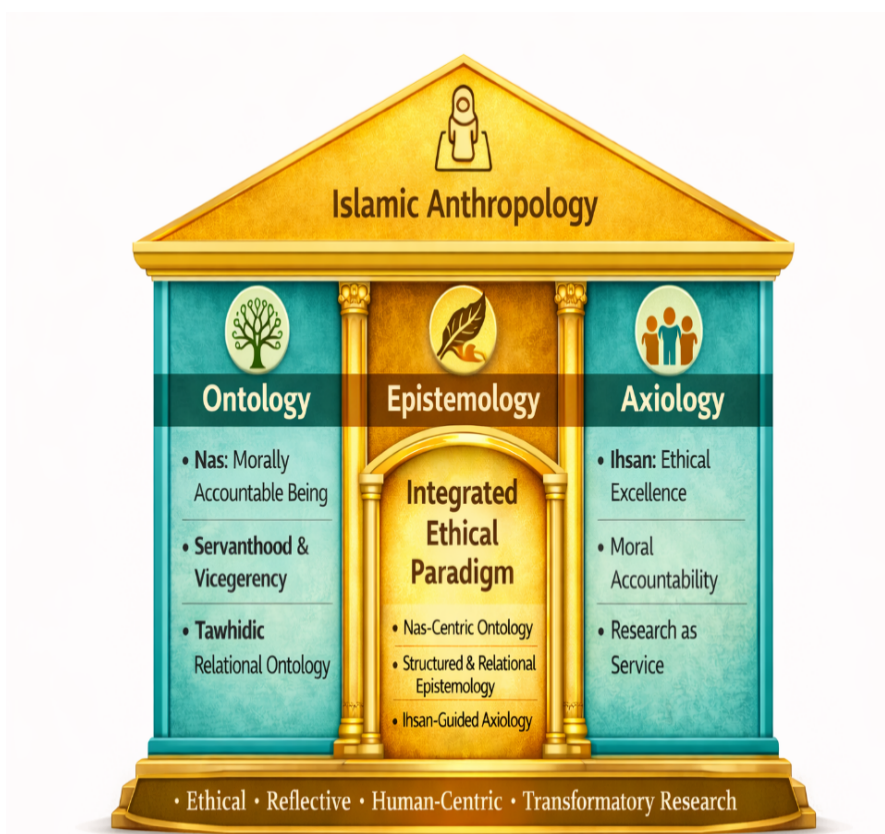 Islamic Anthropology
Ontology
• Nas: Morally
Accountable Being
• Servanthood &
Vicegerency
• Tawhidic
Relational Ontology
Epistemology
Integrated
Ethical
Paradigm
• Nas-Centric Ontology
• Structured & Relational
Epistemology
• Ihsan-Guided Axiology
Axiology
• Ihsan: Ethical
Excellence
• Moral
Accountability
• Research as
Service
• Ethical • Reflective • Human-Centric • Transformatory Research